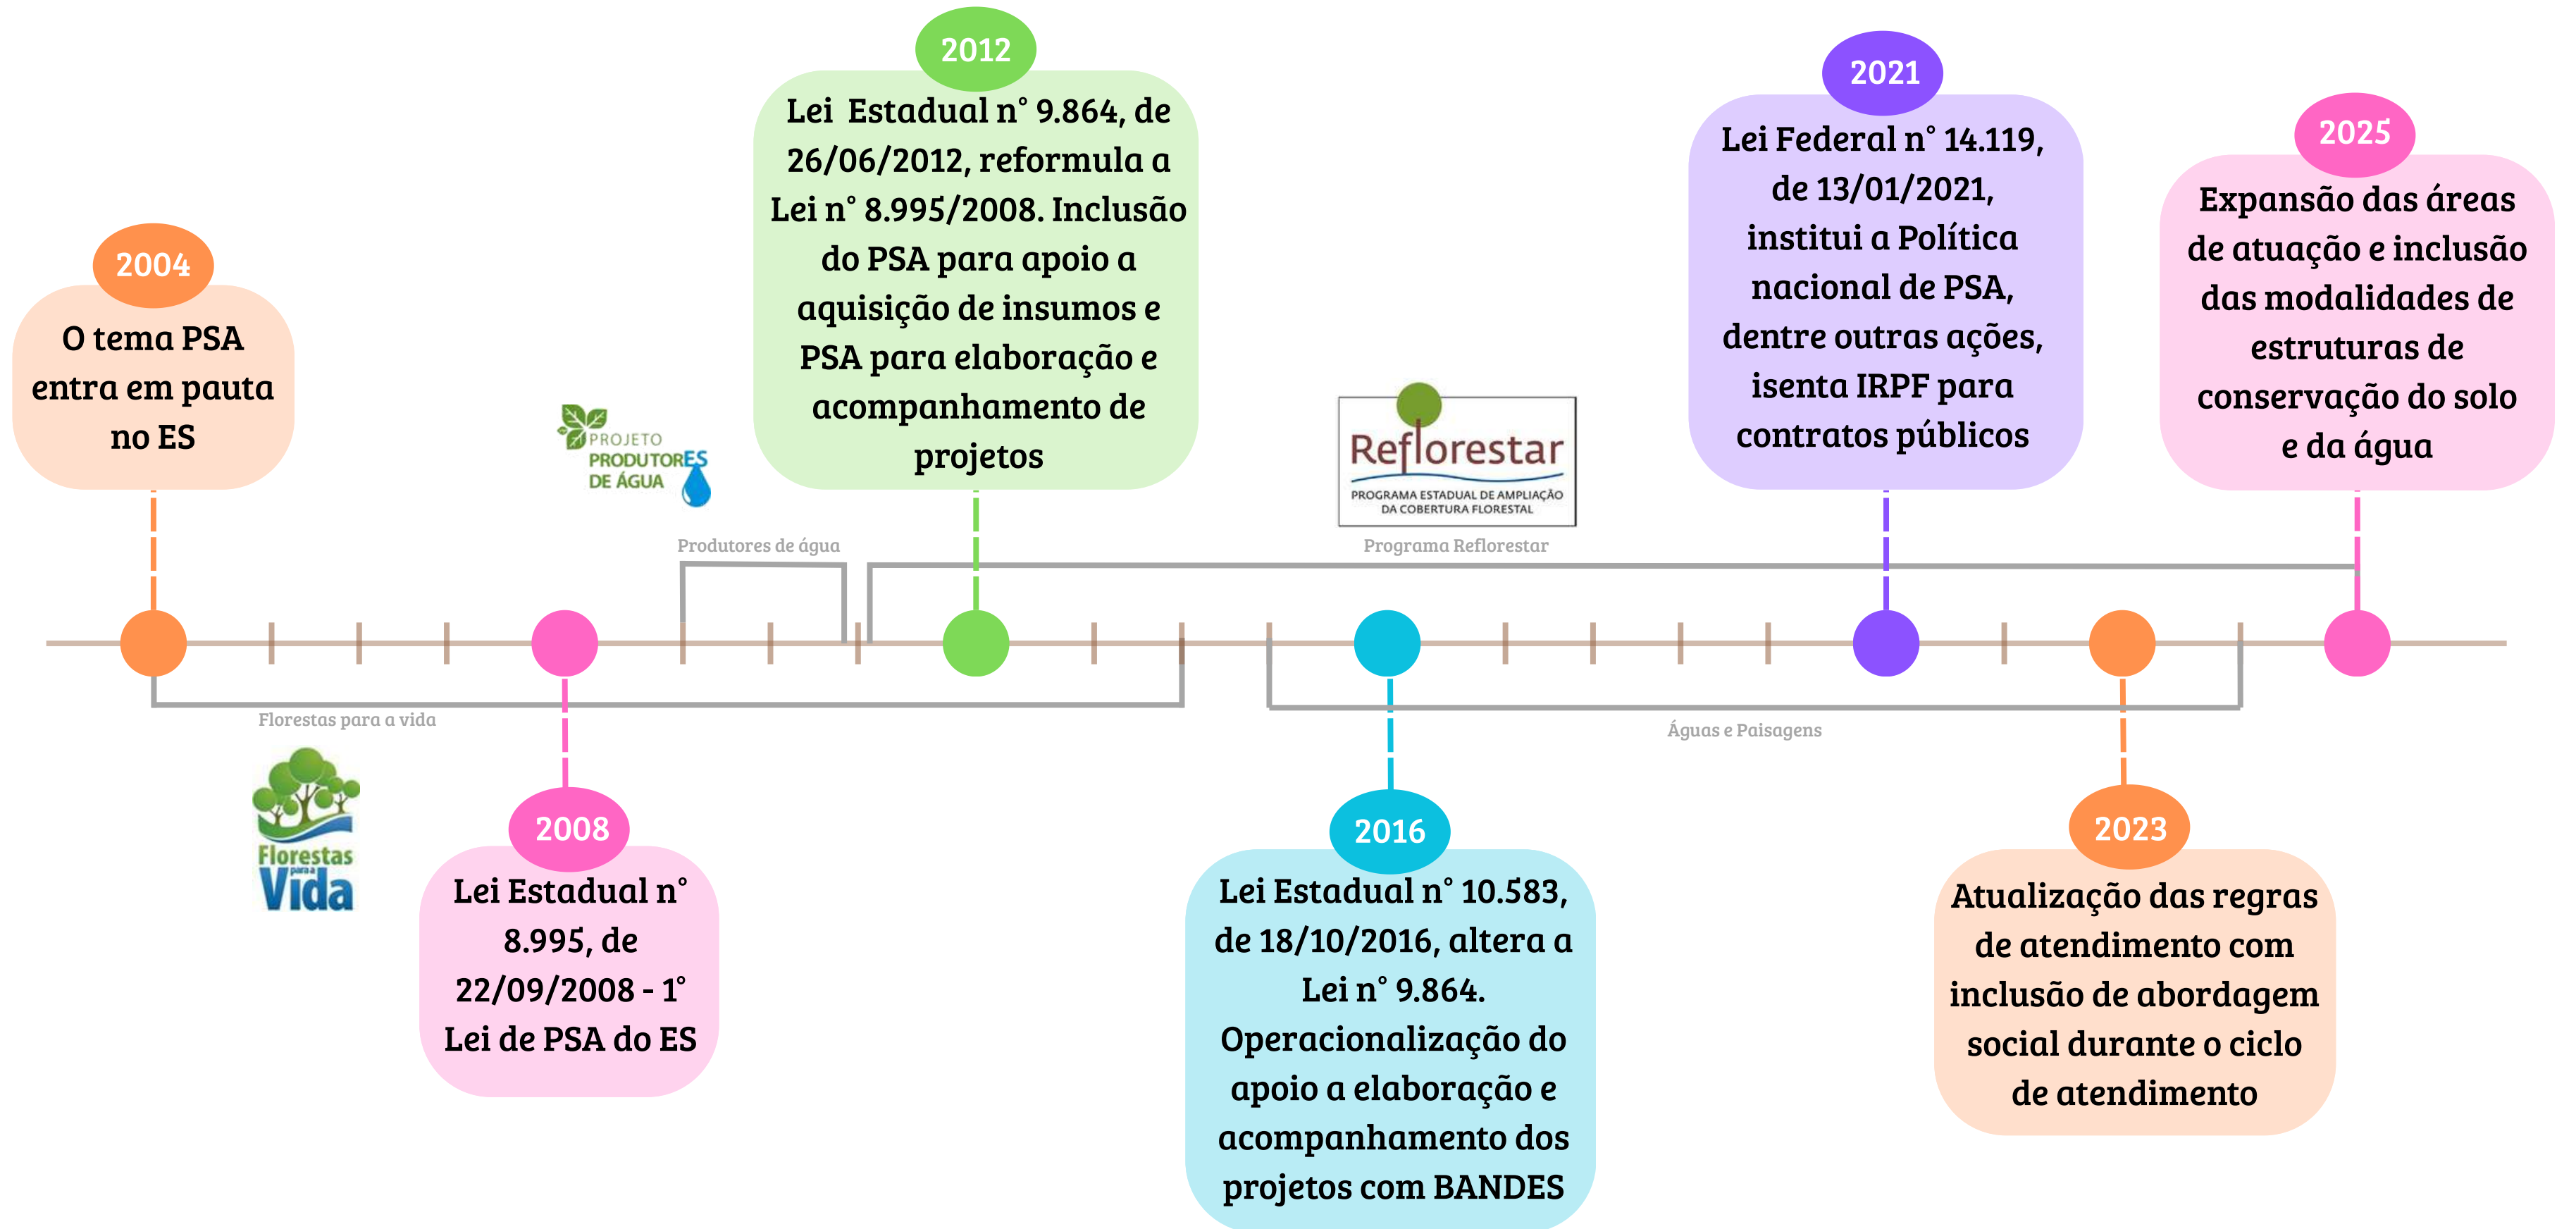 2004
O tema PSA
entra em pauta
no ES
2012
Lei Estadual n° 9.864, de
26/06/2012, reformula a
Lei n° 8.995/2008. Inclusão
do PSA para apoio a
aquisição de insumos e
PSA para elaboração e
acompanhamento de
projetos
2021
Lei Federal n° 14.119,
de 13/01/2021,
institui a Política
nacional de PSA,
dentre outras ações,
isenta IRPF para
contratos públicos
2025
Expansão das áreas
de atuação e inclusão
das modalidades de
estruturas de
conservação do solo
e da água
PROJETO
PRODUTORES
DE ÁGUA
Reflorestar
PROGRAMA ESTADUAL DE AMPLIAÇÃO
DA COBERTURA FLORESTAL
Produtores de água
Programa Reflorestar
Florestas para a vida
Águas e Paisagens
Florestas
para a
Vida
2008
Lei Estadual n°
8.995, de
22/09/2008 - 1°
Lei de PSA do ES
2016
Lei Estadual n° 10.583,
de 18/10/2016, altera a
Lei n° 9.864.
Operacionalização do
apoio a elaboração e
acompanhamento dos
projetos com BANDES
2023
Atualização das regras
de atendimento com
inclusão de abordagem
social durante o ciclo
de atendimento